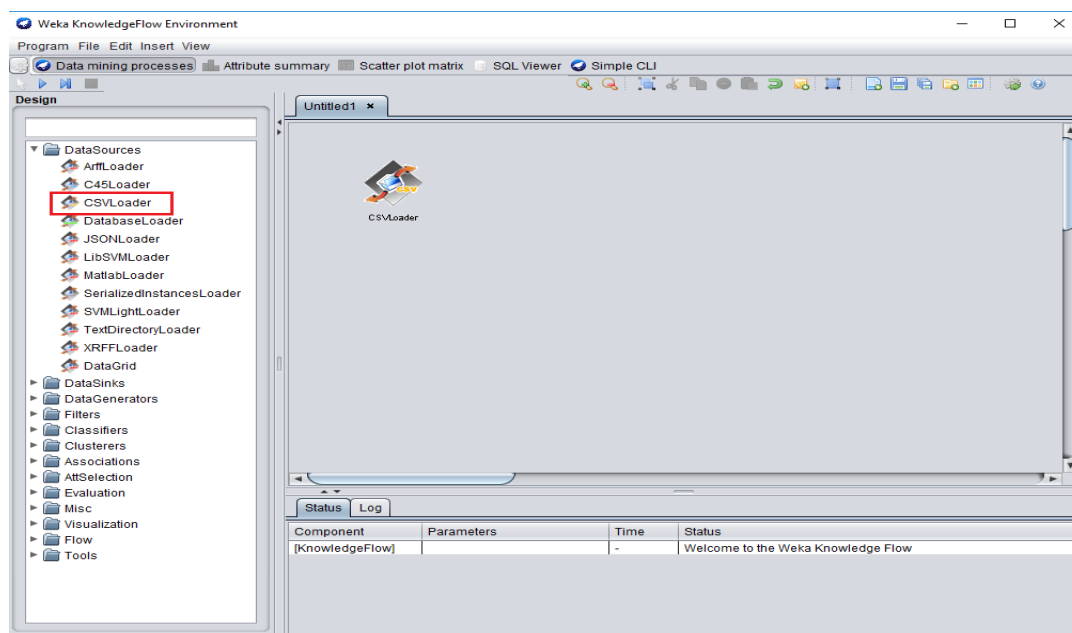 Weka KnowledgeFlow Environment
Program File Edit Insert View
Data mining processes Attribute summary Scatter plot matrix SQL Viewer Simple CLI
Design
Untitled1
DataSources
ArffLoader
C45Loader
CSVLoader
DatabaseLoader
JSONLoader
LibSVMLoader
MatlabLoader
SerializedInstancesLoader
SVMLightLoader
TextDirectoryLoader
XRFFLoader
DataGrid
DataSinks
DataGenerators
Filters
Classifiers
Clusterers
Associations
AttSelection
Evaluation
Misc
Visualization
Flow
Tools
CSV
CSVLoader
Status Log
Component Parameters Time Status
[KnowledgeFlow] - Welcome to the Weka Knowledge Flow